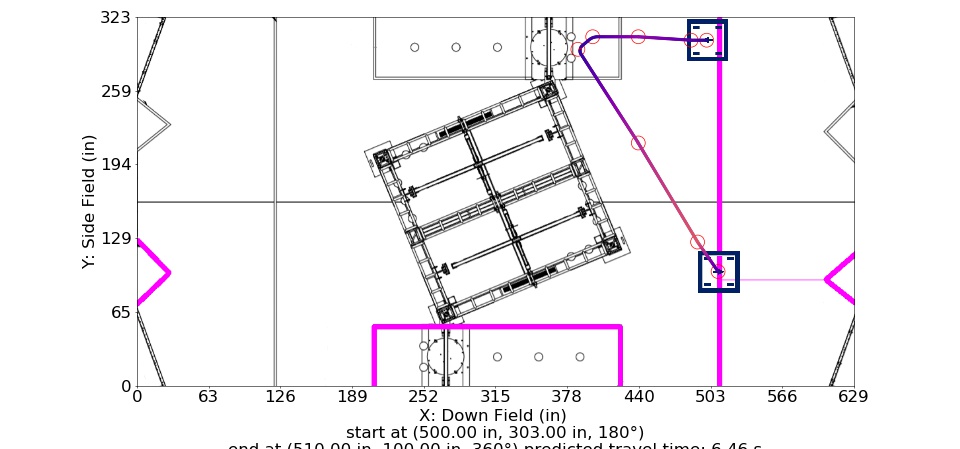 323
259
194
129
65
0
Y: Side Field (in)
0 63 126 189 252 315 378 440 503 566 629
X: Down Field (in)
start at (500.00 in, 303.00 in, 180°)
end at (510.00 in, 100.00 in, 360°) predicted travel time: 6.46 s